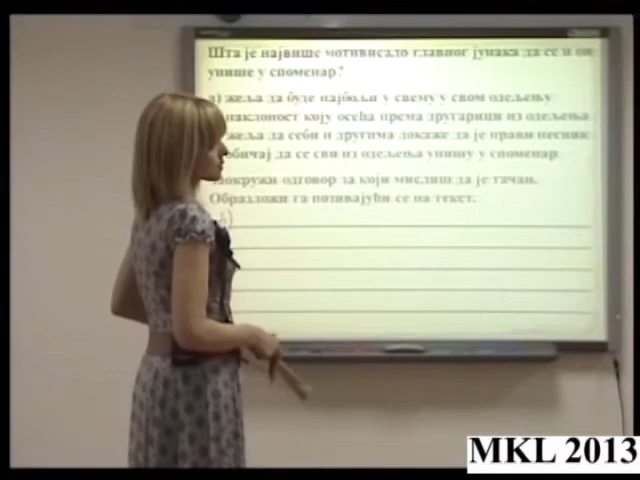 Шта је највише мотивисало главног јунака да се и он
упише у споменар?
а) жеља да буде најбољи у свему у свом одељењу
наклоност коју осећа према другарици из одељења
жеља да себи и другима докаже да је прави песник
обичај да се сви из одељења упишу у споменар
Заокружи одговор за који мислиш да је тачан.
Образложи га позивајући се на текст.
MKL 2013